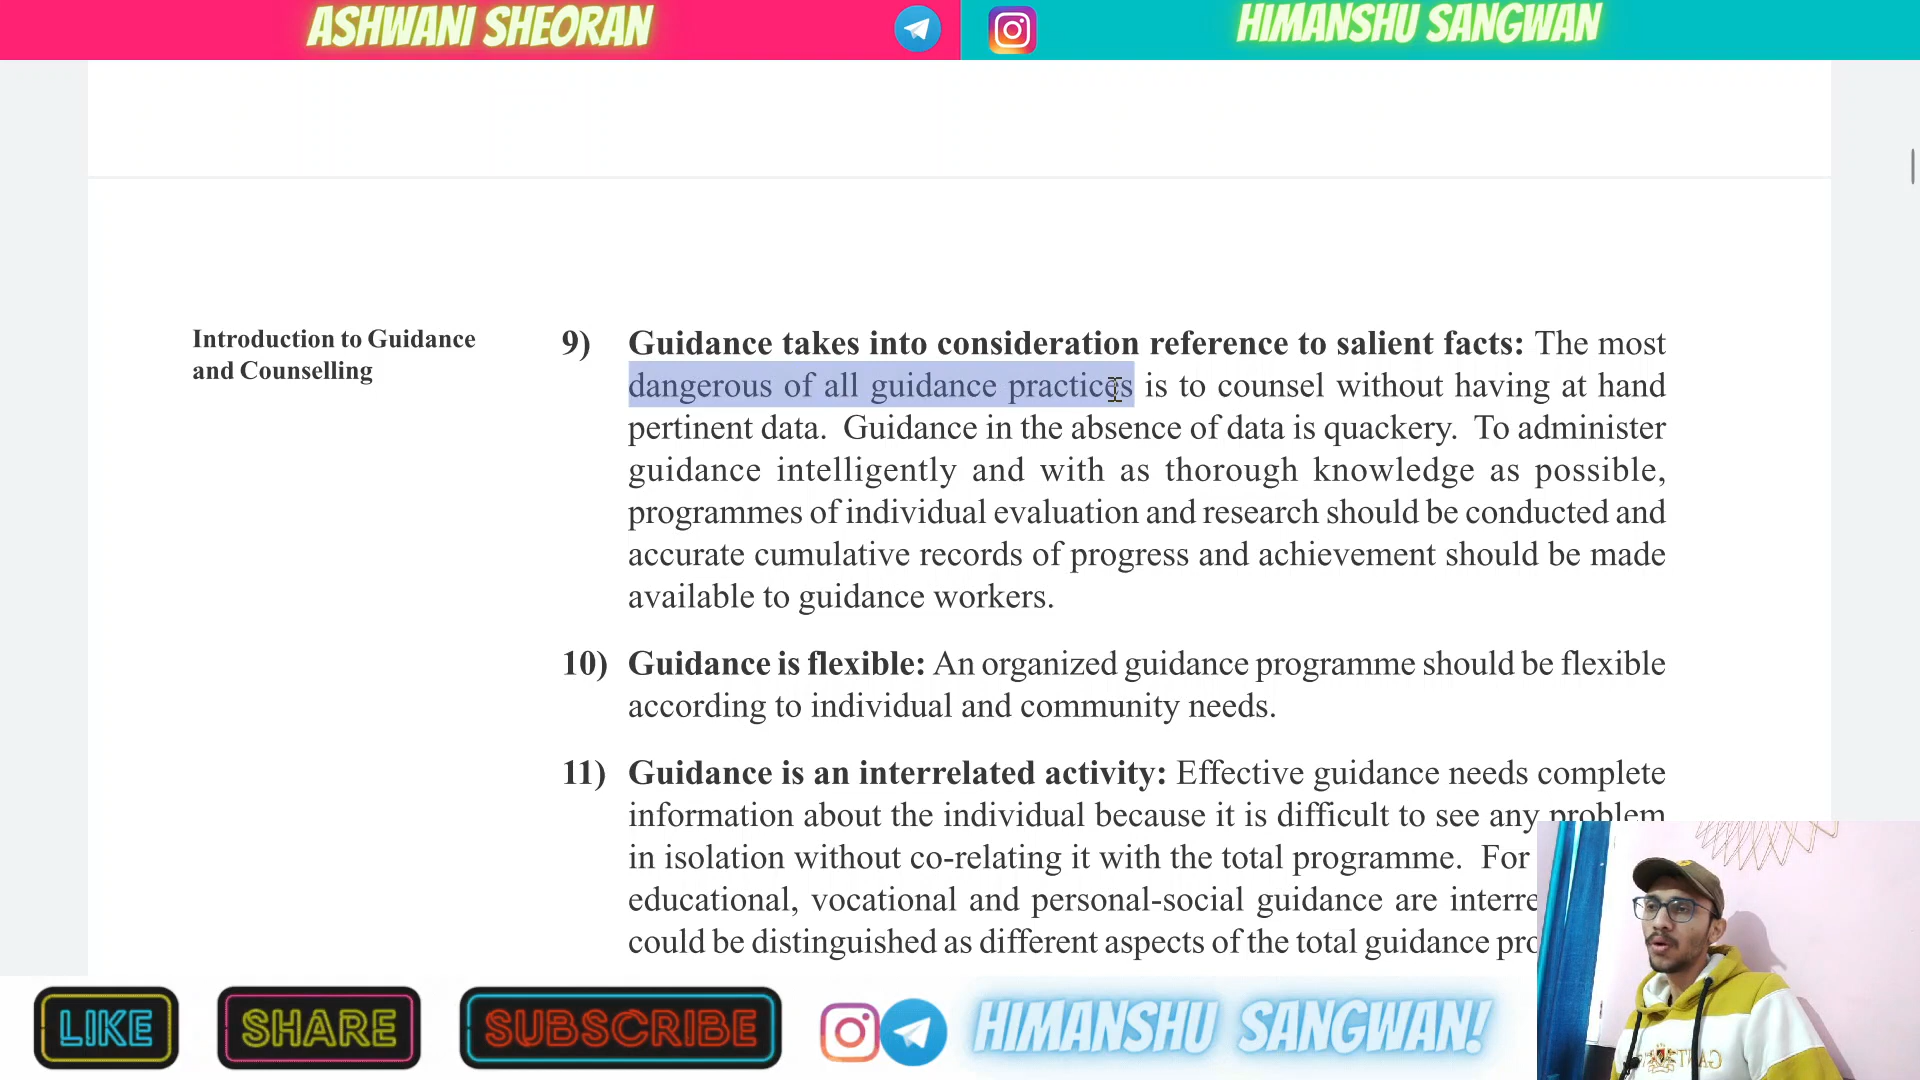 ASHWANI SHEORAN
HIMANSHU SANGWAN
Introduction to Guidance
and Counselling
9) Guidance takes into consideration reference to salient facts: The most
dangerous of all guidance practices is to counsel without having at hand
pertinent data. Guidance in the absence of data is quackery. To administer
guidance intelligently and with as thorough knowledge as possible,
programmes of individual evaluation and research should be conducted and
accurate cumulative records of progress and achievement should be made
available to guidance workers.
10) Guidance is flexible: An organized guidance programme should be flexible
according to individual and community needs.
11) Guidance is an interrelated activity: Effective guidance needs complete
information about the individual because it is difficult to see any problem
in isolation without co-relating it with the total programme. For
educational, vocational and personal-social guidance are interre
could be distinguished as different aspects of the total guidance pro
LIKE
SHARE
SUBSCRIBE
HIMANSHU SANGWAN!